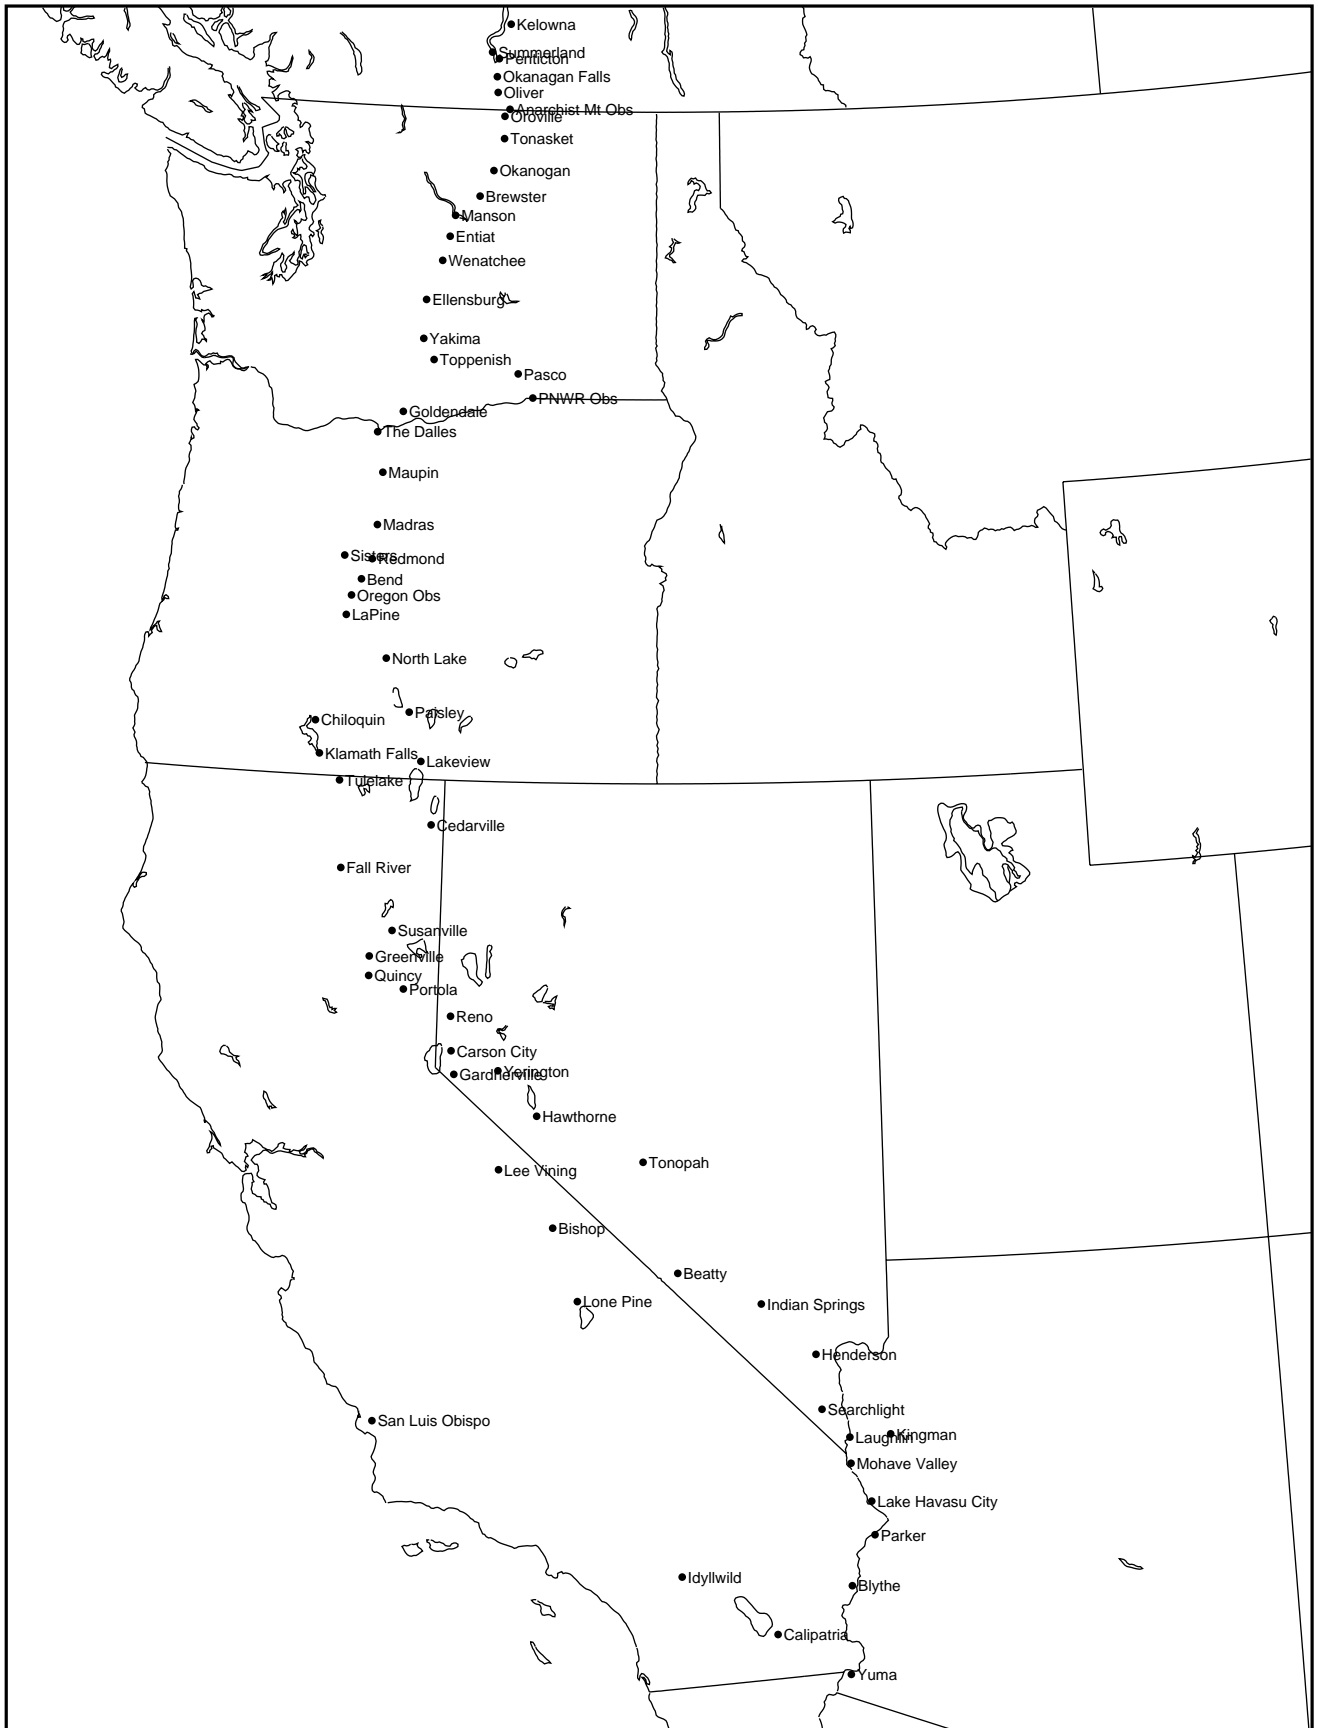 Kelowna
Summerland
Penticton
Okanagan Falls
Oliver
Anarchist Mt Obs
Oroville
Tonasket
Okanogan
Brewster
Manson
Entiat
Wenatchee
Ellensburg
Yakima
Toppenish
Pasco
PNWR Obs
Goldendale
The Dalles
Maupin
Madras
Sisters
Redmond
Bend
Oregon Obs
LaPine
North Lake
Paisley
Chiloquin
Klamath Falls
Lakeview
Tulelake
Cedarville
Fall River
Susanville
Greenville
Quincy
Portola
Reno
Carson City
Yerington
Gardnerville
Hawthorne
Tonopah
Lee Vining
Bishop
Beatty
Lone Pine
Indian Springs
Henderson
Searchlight
San Luis Obispo
Kingman
Laughlin
Mohave Valley
Lake Havasu City
Parker
Idyllwild
Blythe
Calipatria
Yuma